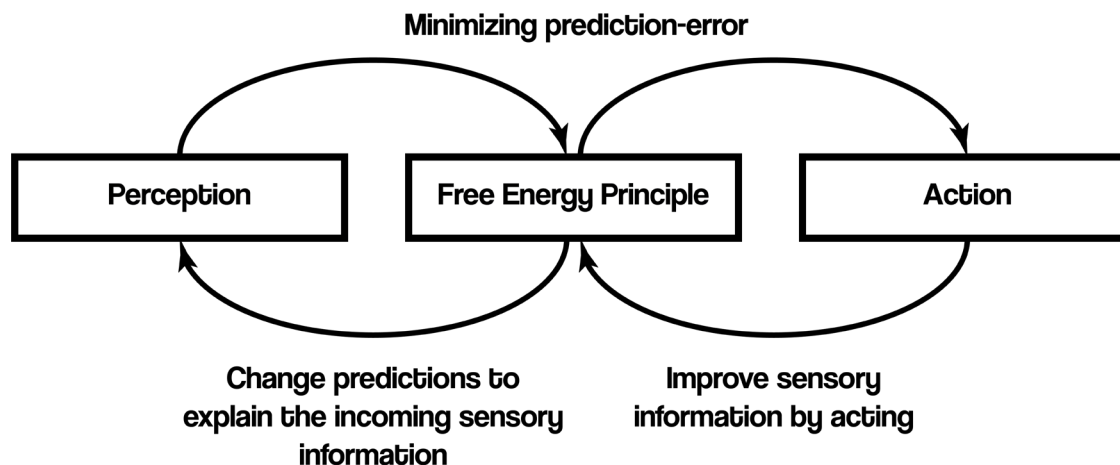 Minimizing prediction-error
Perception
Free Energy Principle
Action
Change predictions to
explain the incoming sensory
information
Improve sensory
information by acting